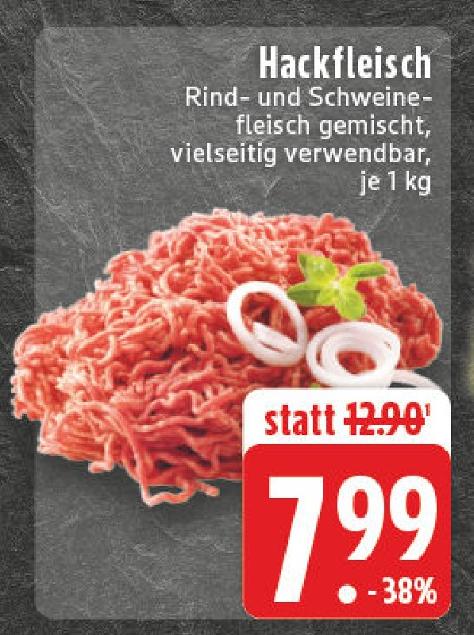 Hackfleisch
Rind- und Schweine-
fleisch gemischt,
vielseitig verwendbar,
je 1 kg
statt 12.90¹
7.99
- 38%